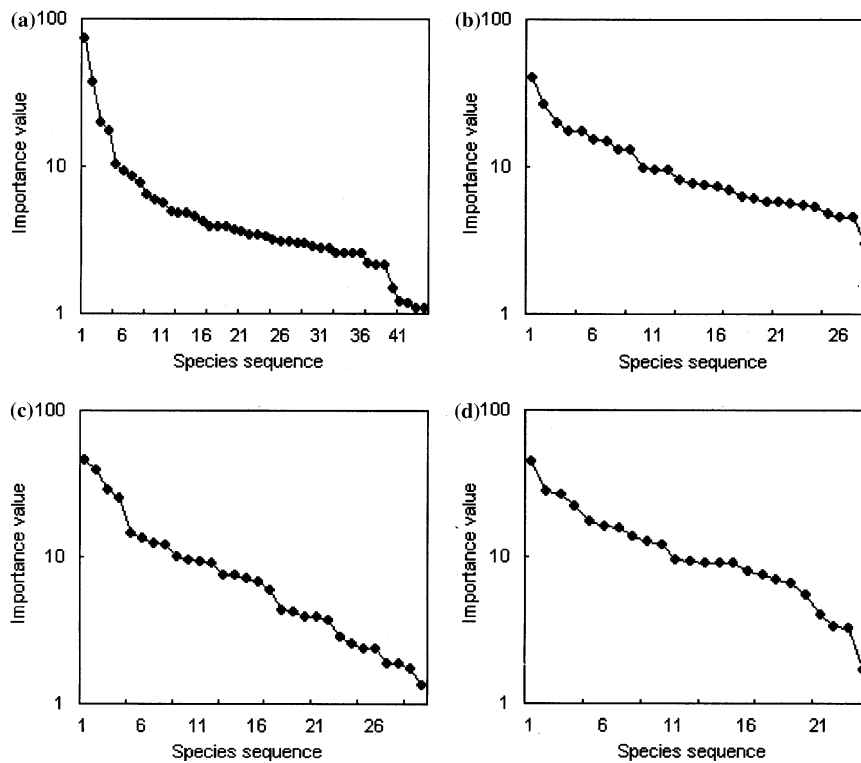 (a) 100
10
1
Importance value
1 6 11 16 21 26 31 36 41
Species sequence
(b) 100
10
1
Importance value
1 6 11 16 21 26
Species sequence
(c) 100
10
1
Importance value
1 6 11 16 21 26
Species sequence
(d) 100
10
1
Importance value
1 6 11 16 21
Species sequence